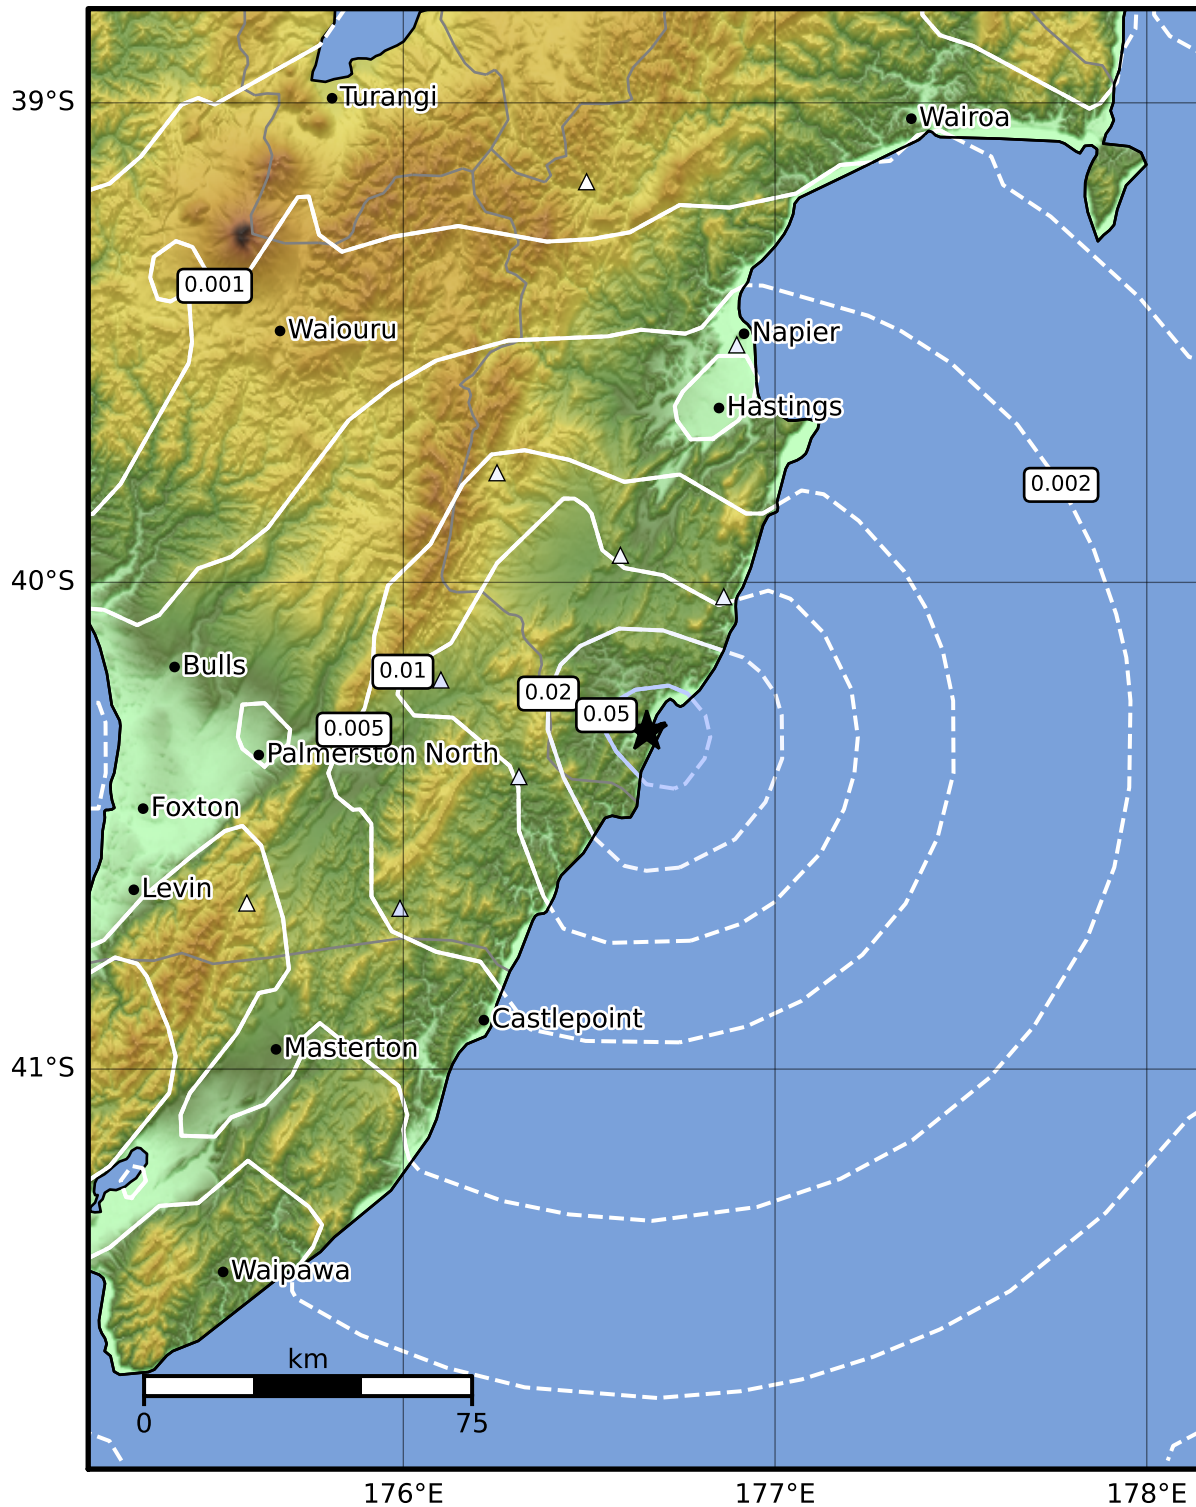 39°S
Turangi
Wairoa
0.001
Waiouru
Napier
Hastings
0.002
40°S
Bulls
0.01
0.02
0.05
0.005
Palmerston North
Foxton
Levin
Castlepoint
Masterton
41°S
Waipawa
km
0
75
176°E
177°E
178°E